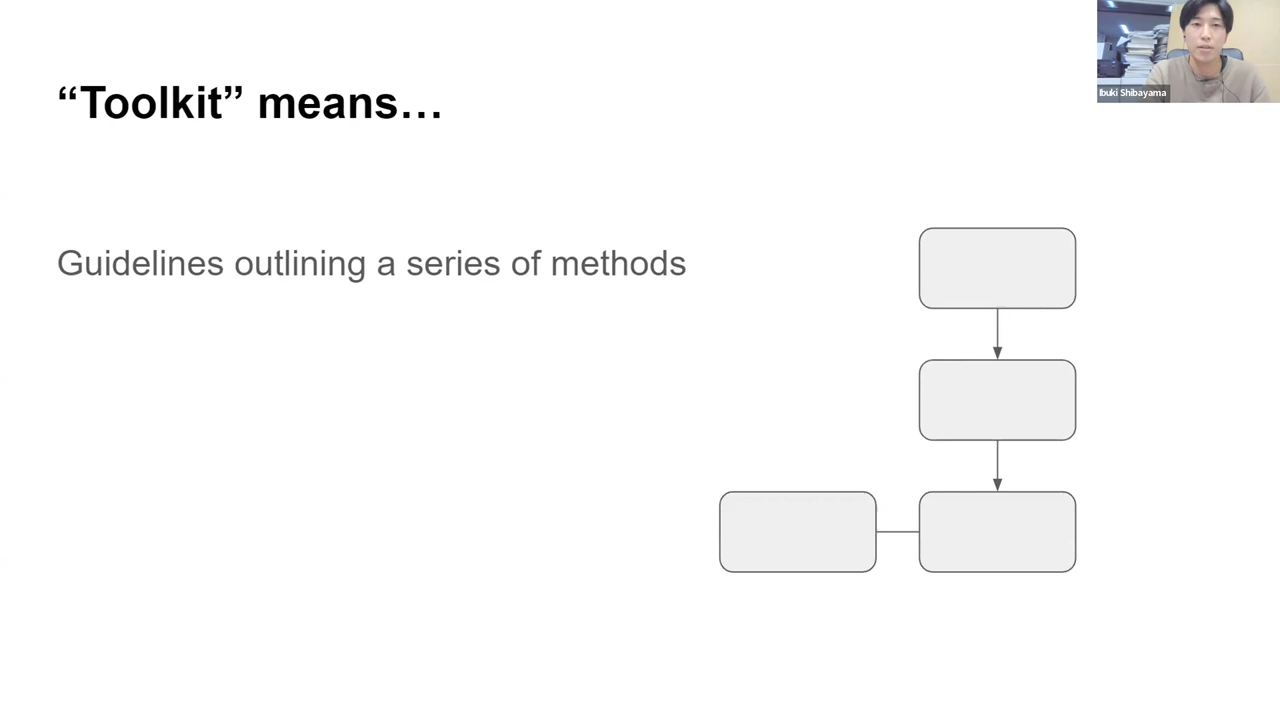 “Toolkit” means…
Guidelines outlining a series of methods
Ibuki Shibayama